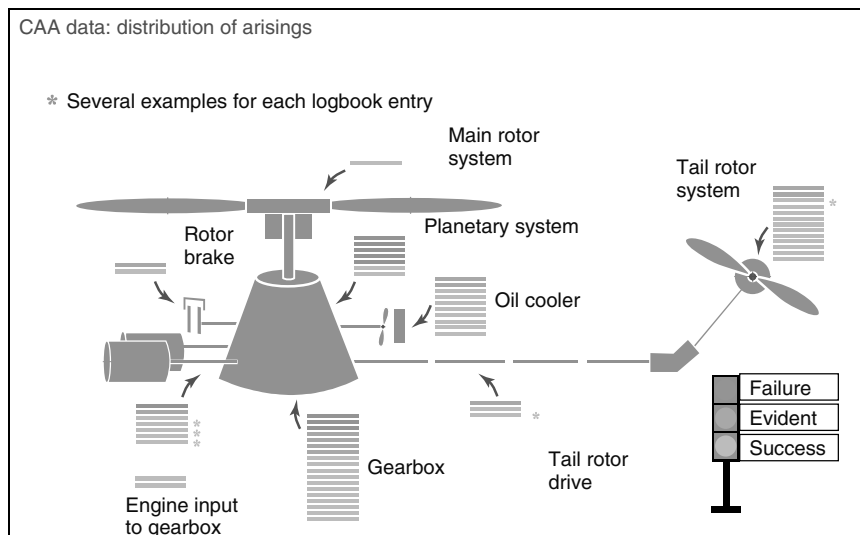 CAA data: distribution of arisings
* Several examples for each logbook entry
Main rotor
system
Tail rotor
system
*
Planetary system
Rotor
brake
Oil cooler
*
*
*
*
Gearbox
Tail rotor
drive
Engine input
to gearbox
Failure
Evident
Success